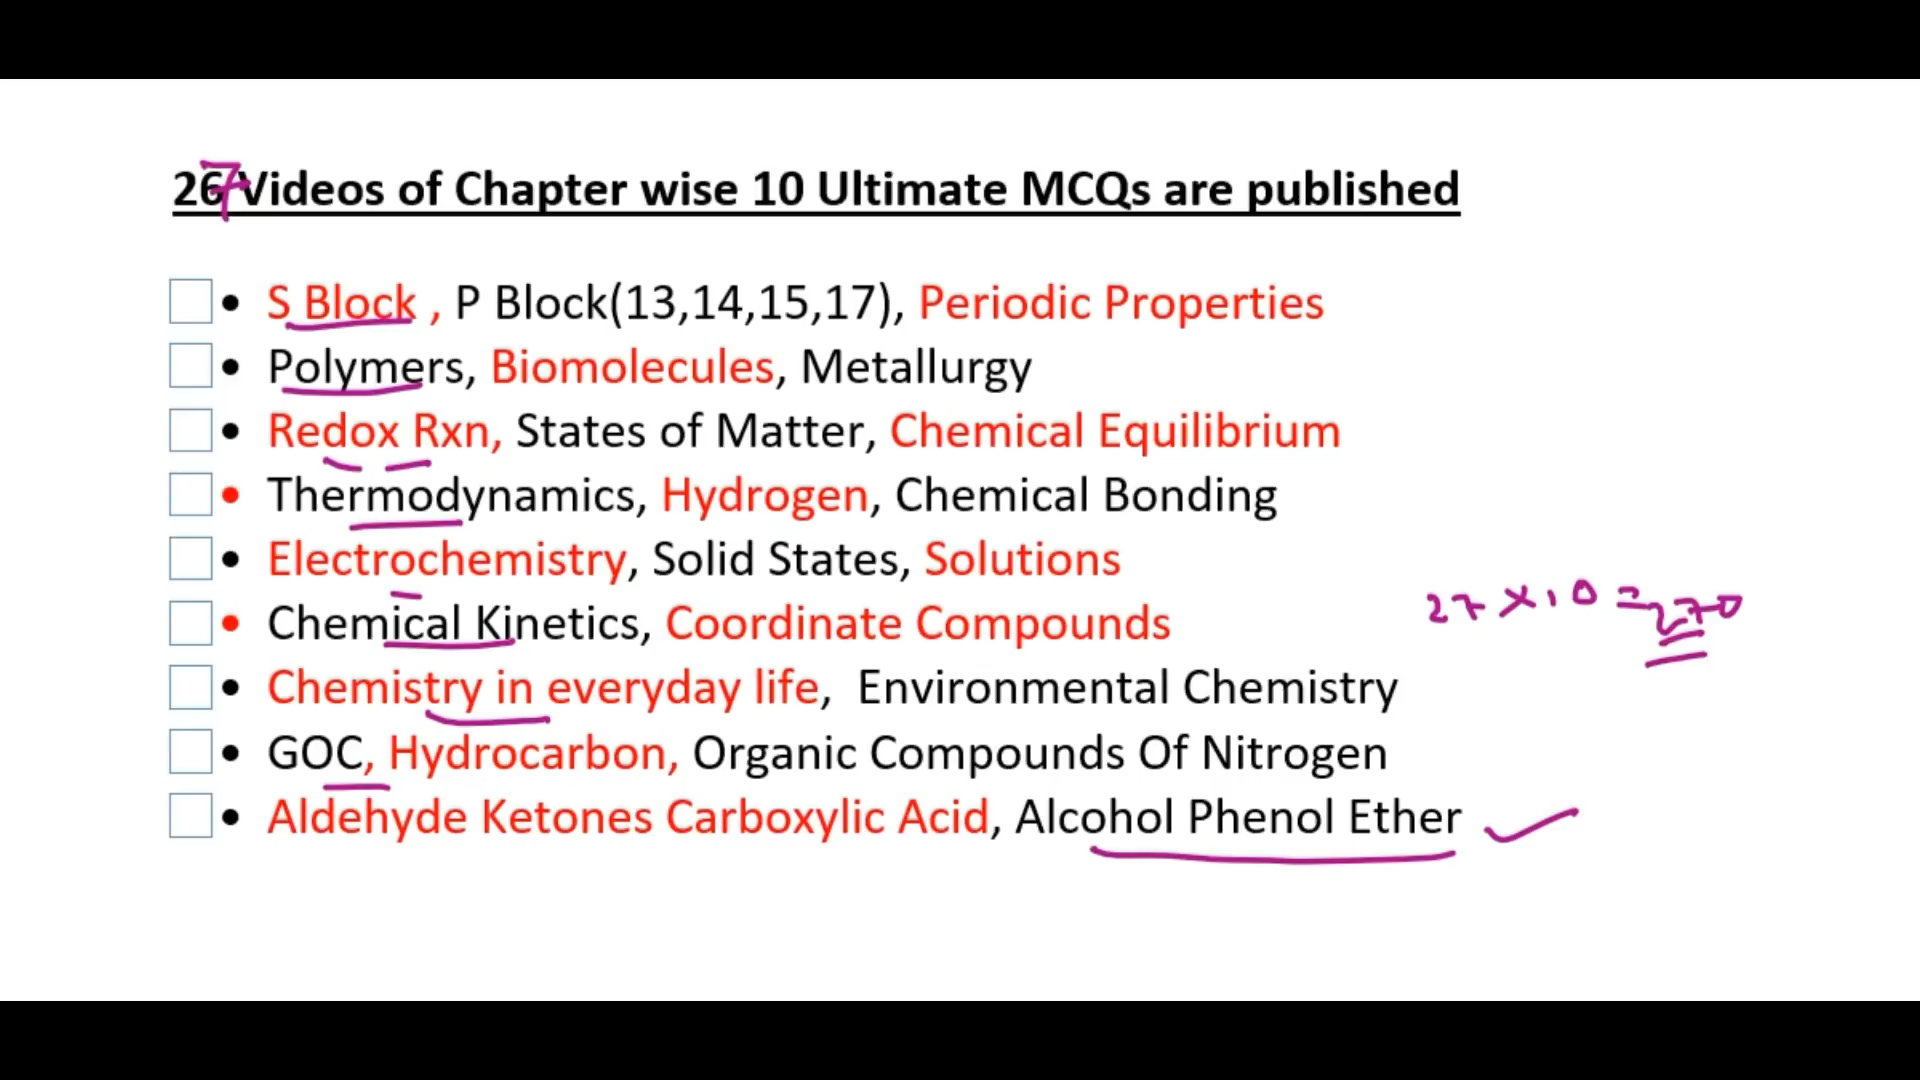 267 Videos of Chapter wise 10 Ultimate MCQs are published
• S Block , P Block(13,14,15,17), Periodic Properties
• Polymers, Biomolecules, Metallurgy
• Redox Rxn, States of Matter, Chemical Equilibrium
• Thermodynamics, Hydrogen, Chemical Bonding
• Electrochemistry, Solid States, Solutions
• Chemical Kinetics, Coordinate Compounds
27 × 10 = 270
• Chemistry in everyday life, Environmental Chemistry
• GOC, Hydrocarbon, Organic Compounds Of Nitrogen
• Aldehyde Ketones Carboxylic Acid, Alcohol Phenol Ether